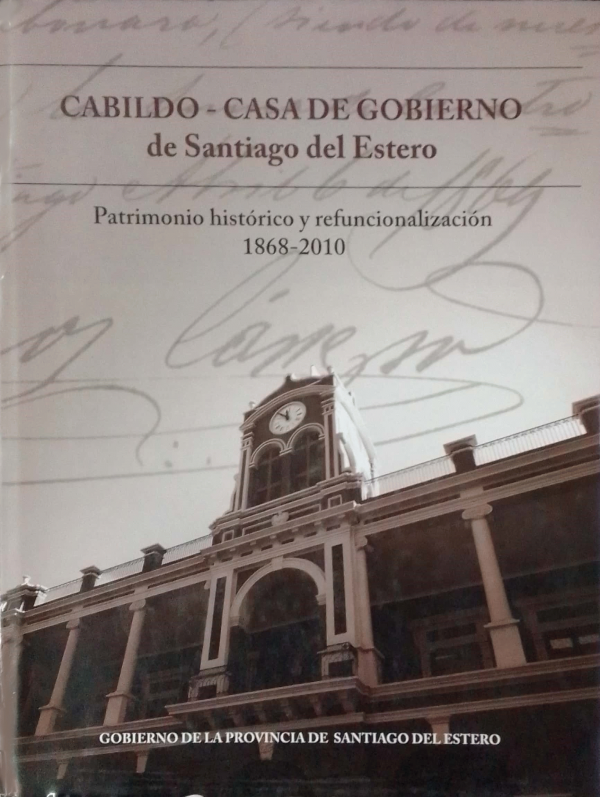 CABILDO - CASA DE GOBIERNO
de Santiago del Estero
Patrimonio histórico y refuncionalización
1868-2010
GOBIERNO DE LA PROVINCIA DE SANTIAGO DEL ESTERO